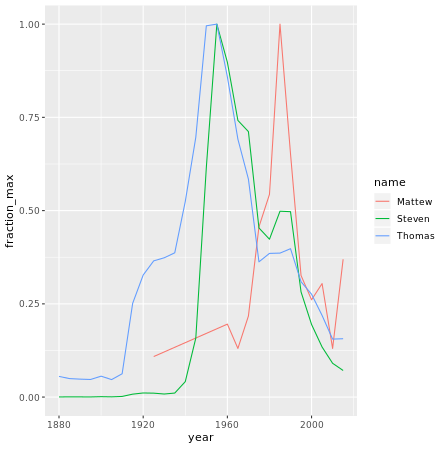 1.00
0.75
0.50
0.25
0.00
fraction_max
1880
1920
1960
2000
year
name
Mattew
Steven
Thomas